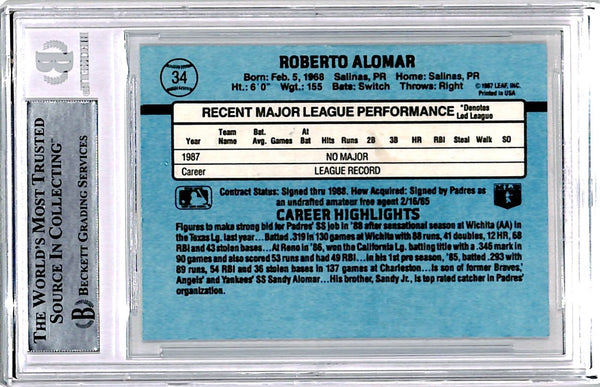 THE WORLD'S MOST TRUSTED
SOURCE IN COLLECTING™
BECKETT GRADING SERVICES
B
34
ROBERTO ALOMAR
Born: Feb. 5, 1968 Salinas, PR Home: Salinas, PR
Ht.: 6'0" Wgt.: 155 Bats: Switch Throws: Right
©1987 LEAF, INC.
Printed in USA
RECENT MAJOR LEAGUE PERFORMANCE *Denotes Led League
Year Team Name Bat. Avg. Games At Bat Hits Runs 2B 3B HR RBI Steal Walk SO
1987 NO MAJOR
Career LEAGUE RECORD
Contract Status: Signed thru 1988. How Acquired: Signed by Padres as
an undrafted amateur free agent 2/16/85
CAREER HIGHLIGHTS
Figures to make strong bid for Padres' SS job in '88 after sensational season at Wichita (AA) in
the Texas Lg. last year...Batted .319 in 130 games at Wichita with 88 runs, 41 doubles, 12 HR, 68
RBI and 43 stolen bases...At Reno in '86, won the California Lg. batting title with a .346 mark in
90 games and also scored 53 runs and had 49 RBI...in his 1st pro season, '85, batted .293 with
89 runs, 54 RBI and 36 stolen bases in 137 games at Charleston...Is son of former Braves,'
Angels' and Yankees' SS Sandy Alomar...His brother, Sandy Jr., is top rated catcher in Padres'
organization.